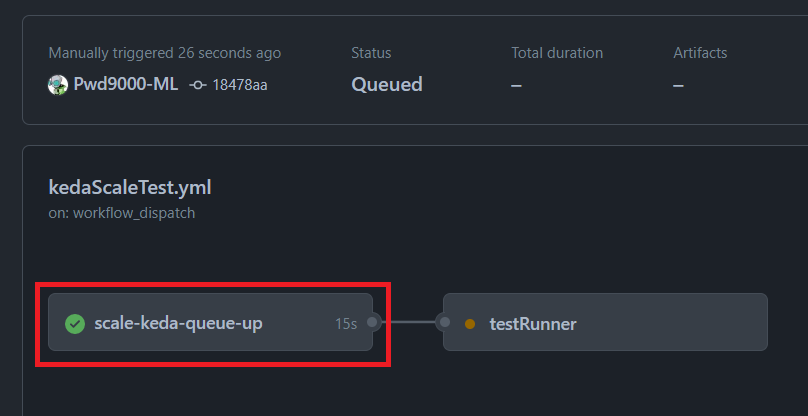 Manually triggered 26 seconds ago
Status
Total duration
Artifacts
Pwd9000-ML 18478aa
Queued
–
–
kedaScaleTest.yml
on: workflow_dispatch
scale-keda-queue-up 15s
testRunner